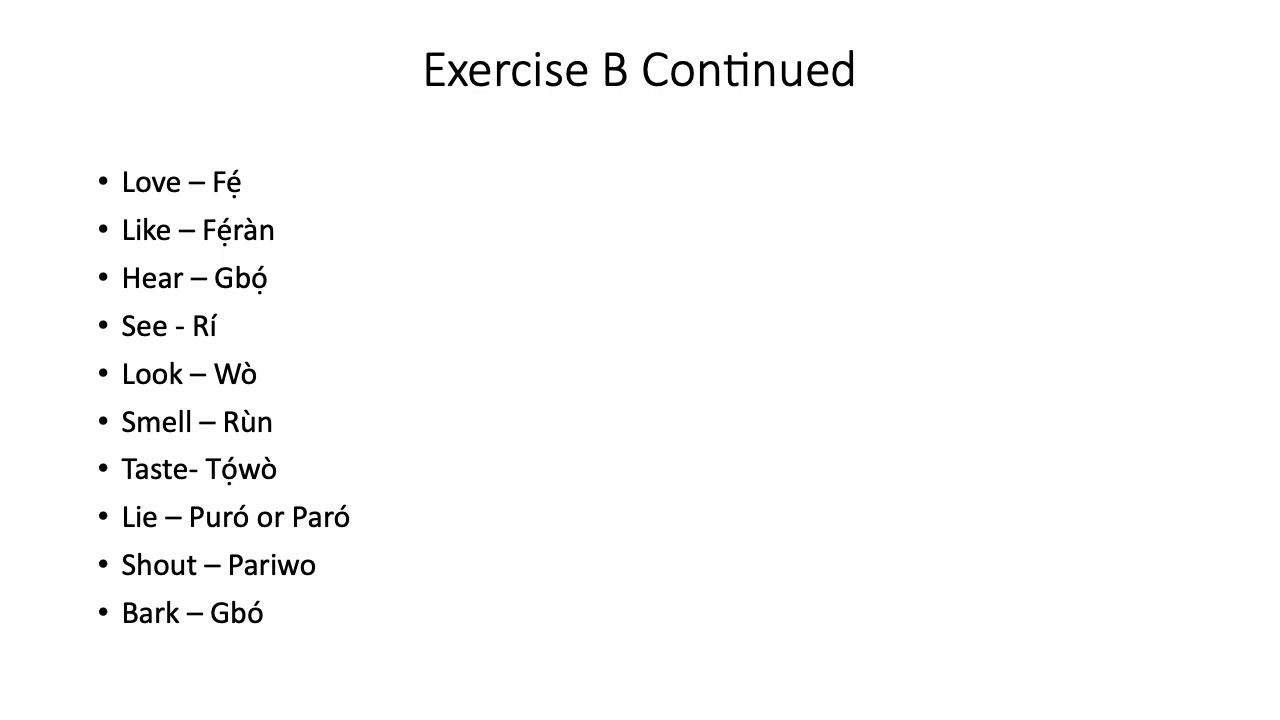 Exercise B Continued
• Love – Fẹ́
• Like – Fẹ́ràn
• Hear – Gbọ́
• See - Rí
• Look – Wò
• Smell – Rùn
• Taste- Tọ́wò
• Lie – Puró or Paró
• Shout – Pariwo
• Bark – Gbó